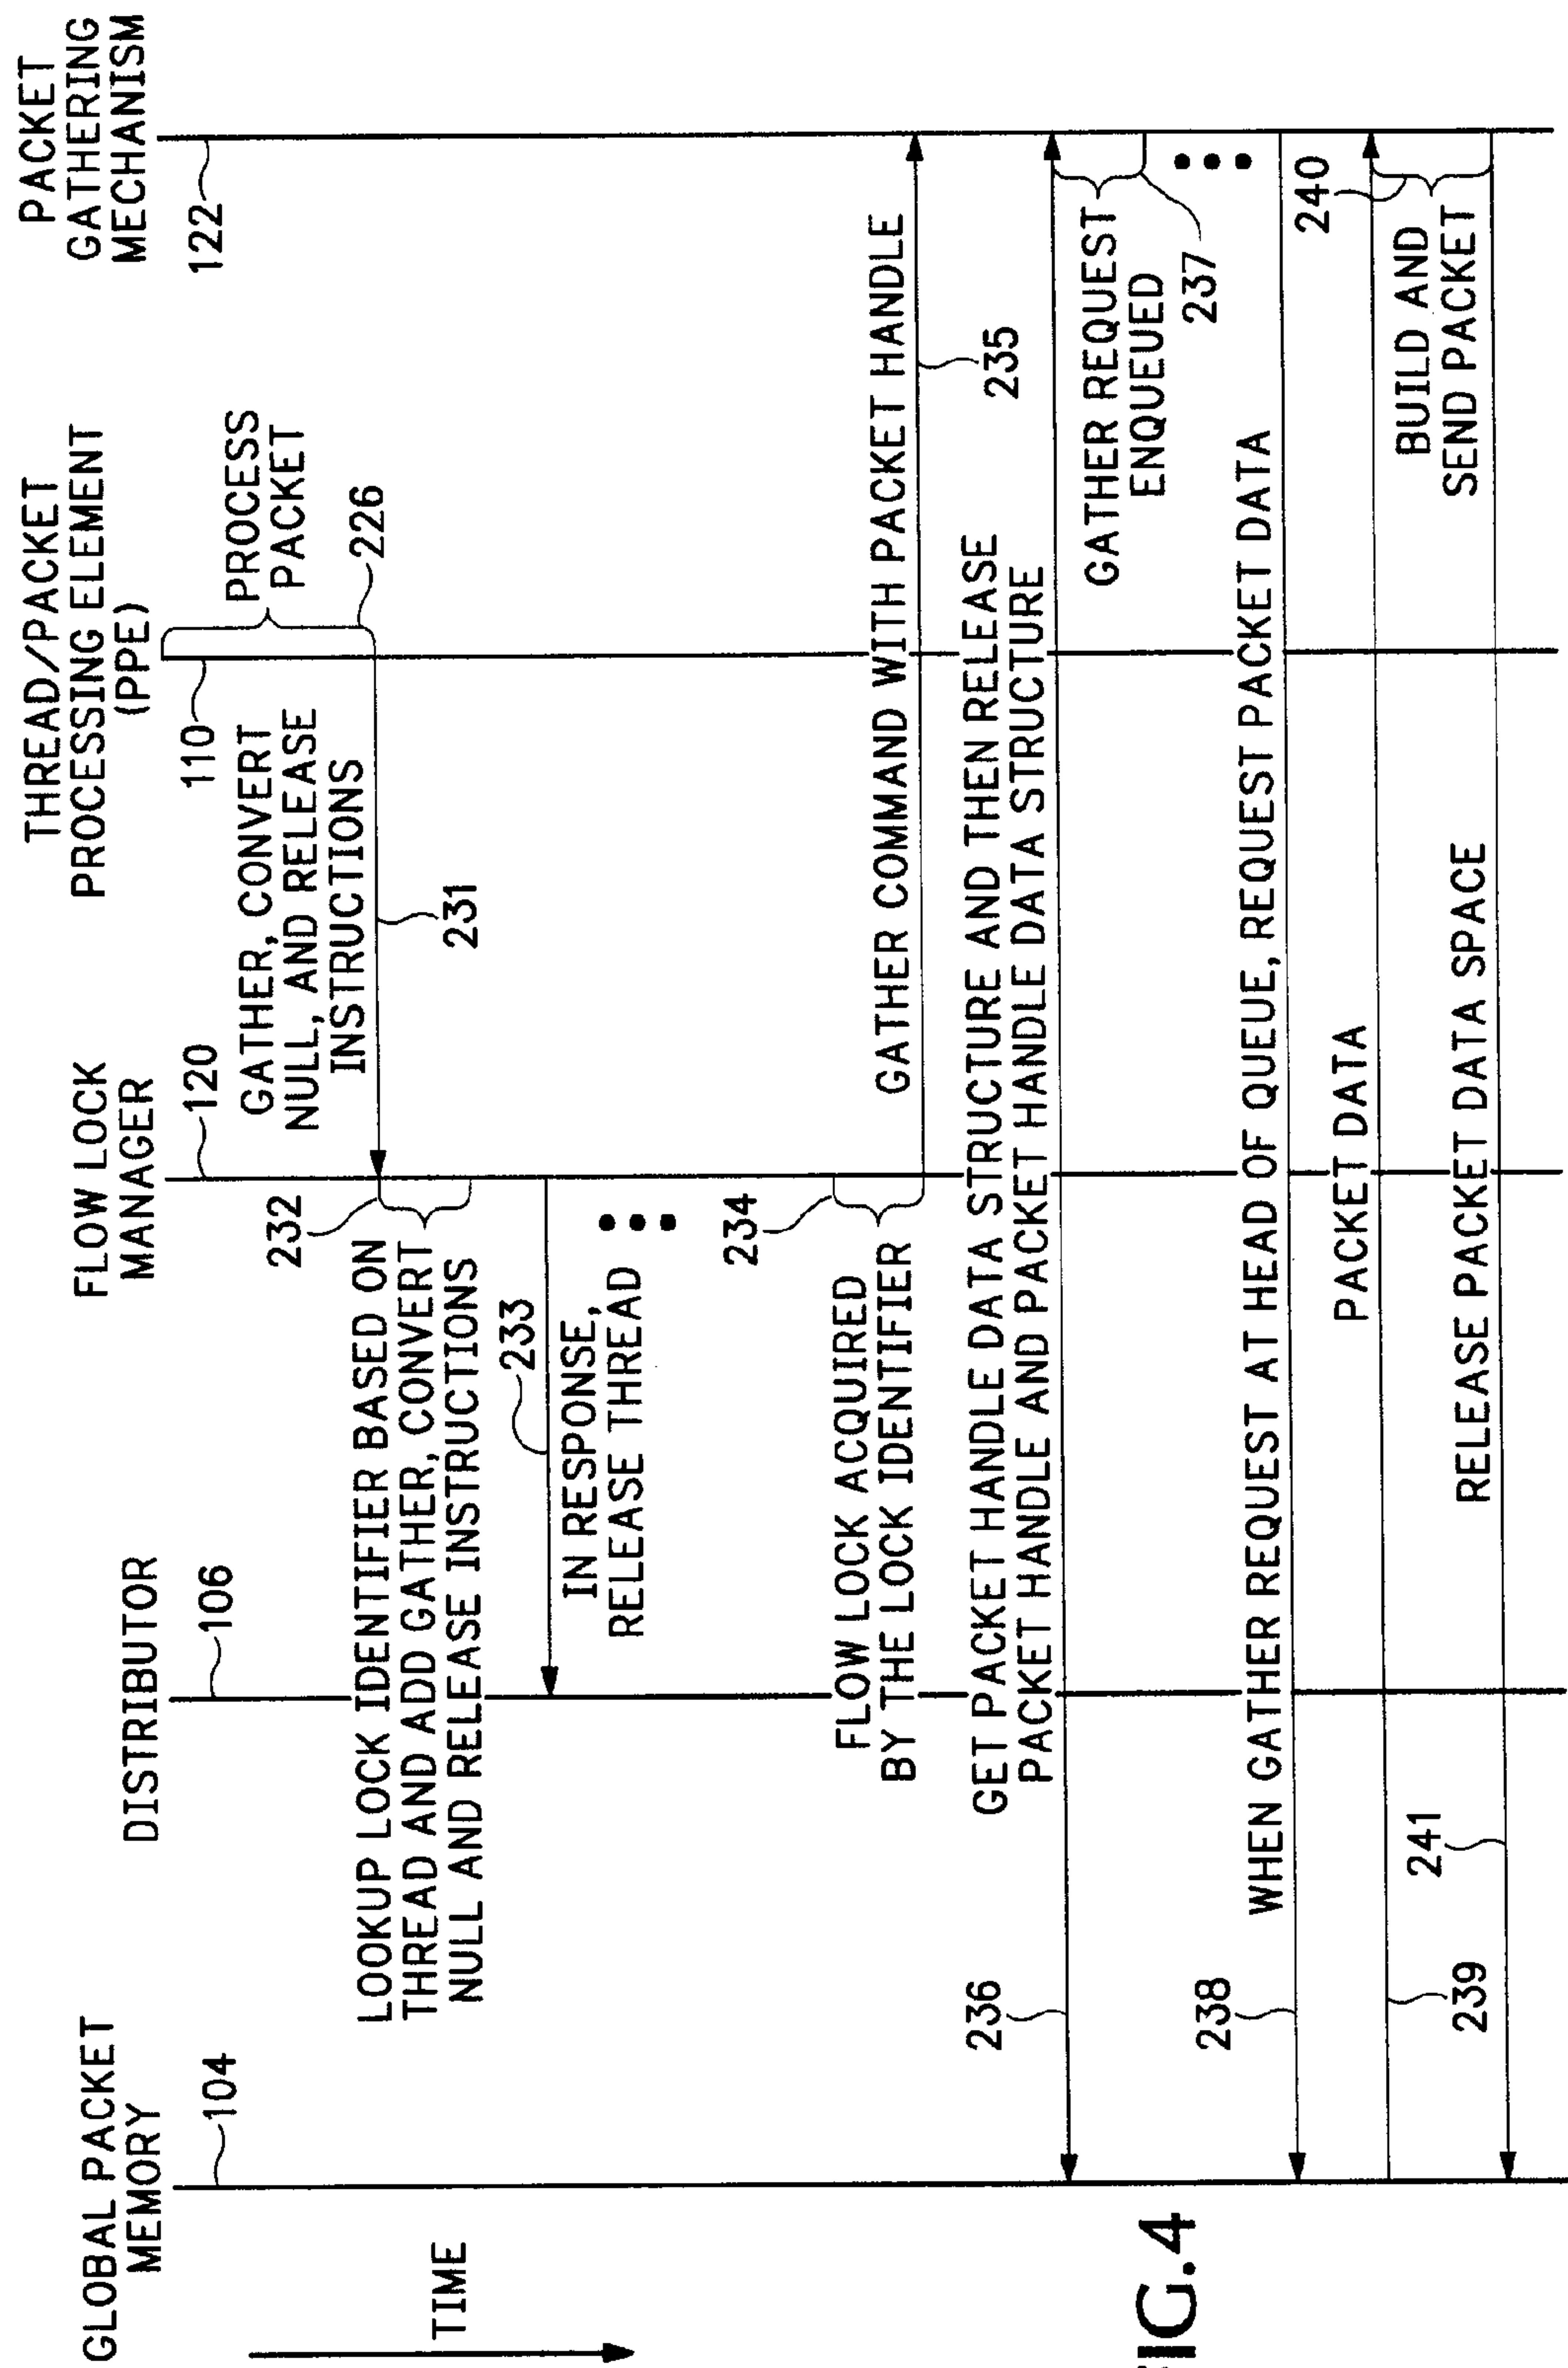 GLOBAL PACKET
MEMORY
104
DISTRIBUTOR
106
FLOW LOCK
MANAGER
120
THREAD/PACKET
PROCESSING ELEMENT
(PPE)
110
PACKET
GATHERING
MECHANISM
122
TIME
PROCESS
PACKET
226
GATHER, CONVERT
NULL, AND RELEASE
INSTRUCTIONS
231
232
LOOKUP LOCK IDENTIFIER BASED ON
THREAD AND ADD GATHER, CONVERT
NULL AND RELEASE INSTRUCTIONS
233
IN RESPONSE,
RELEASE THREAD
234
FLOW LOCK ACQUIRED
BY THE LOCK IDENTIFIER
GATHER COMMAND WITH PACKET HANDLE
235
GET PACKET HANDLE DATA STRUCTURE AND THEN RELEASE
PACKET HANDLE AND PACKET HANDLE DATA STRUCTURE
236
GATHER REQUEST
ENQUEUED
237
WHEN GATHER REQUEST AT HEAD OF QUEUE, REQUEST PACKET DATA
238
PACKET DATA
239
240
BUILD AND
SEND PACKET
RELEASE PACKET DATA SPACE
241
FIG.4